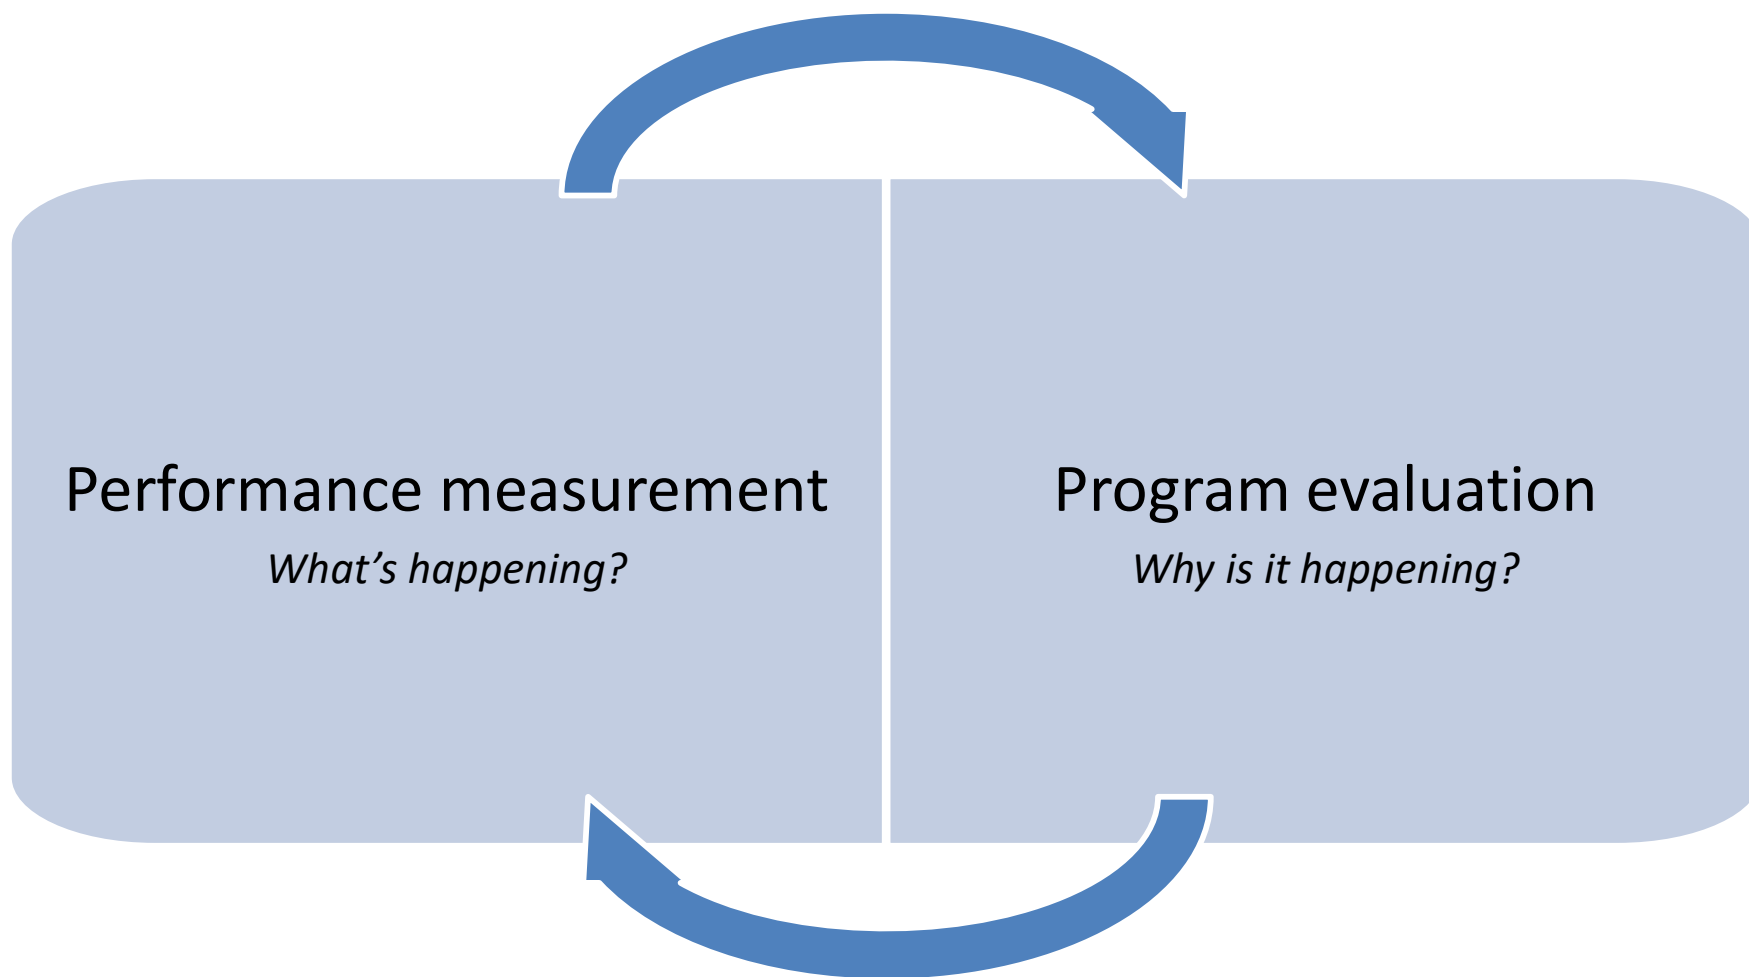 Performance measurement
What’s happening?
Program evaluation
Why is it happening?